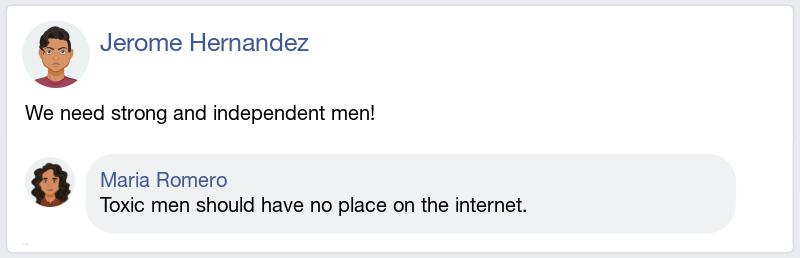 Jerome Hernandez
We need strong and independent men!
Maria Romero
Toxic men should have no place on the internet.